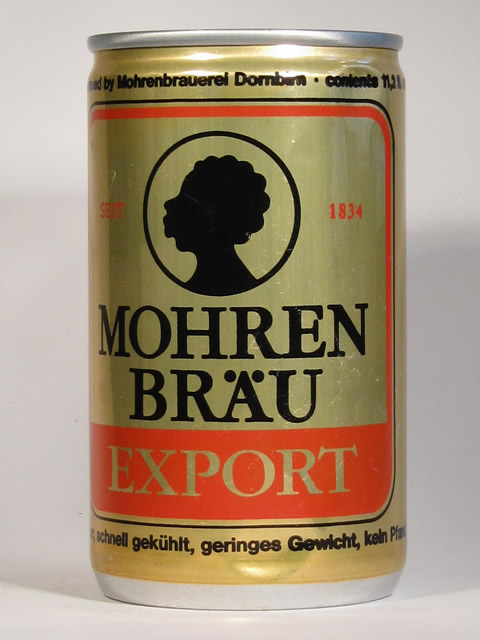 by Mohrenbrauerei Dornbirn · contents 11,2
SEIT 1834
MOHREN
BRÄU
EXPORT
schnell gekühlt, geringes Gewicht, kein